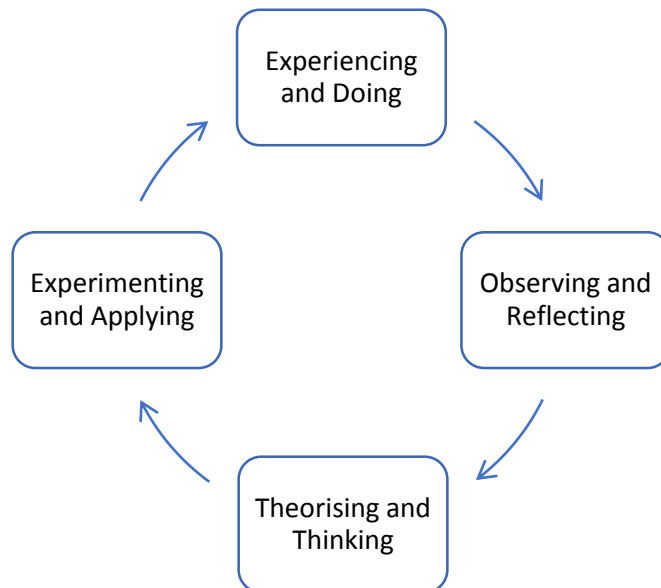 Experiencing
and Doing
Observing and
Reflecting
Theorising and
Thinking
Experimenting
and Applying